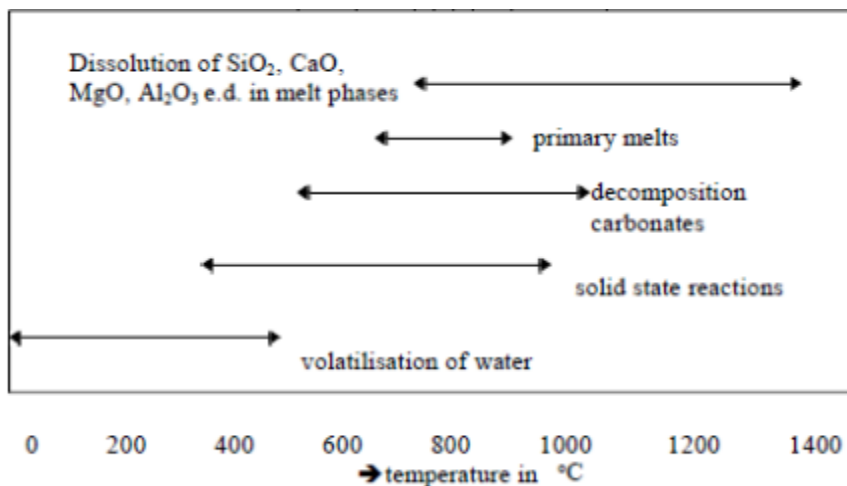 Dissolution of SiO₂, CaO,
MgO, Al₂O₃ e.d. in melt phases
primary melts
decomposition
carbonates
solid state reactions
volatilisation of water
0 200 400 600 800 1000 1200 1400
➔ temperature in °C